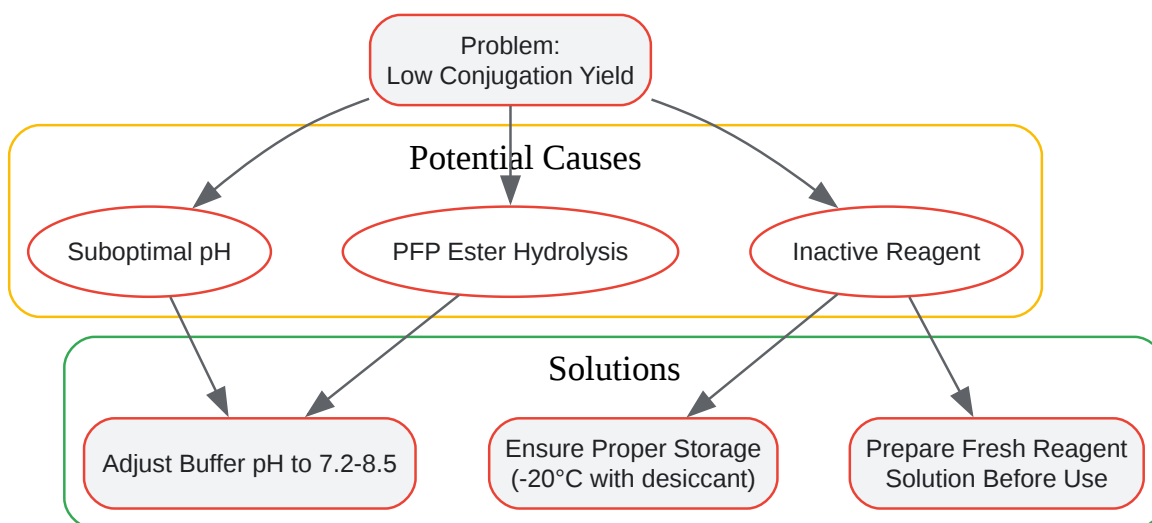 Problem:
Low Conjugation Yield
Potential Causes
Suboptimal pH
PFP Ester Hydrolysis
Inactive Reagent
Solutions
Adjust Buffer pH to 7.2-8.5
Ensure Proper Storage
(-20°C with desiccant)
Prepare Fresh Reagent
Solution Before Use